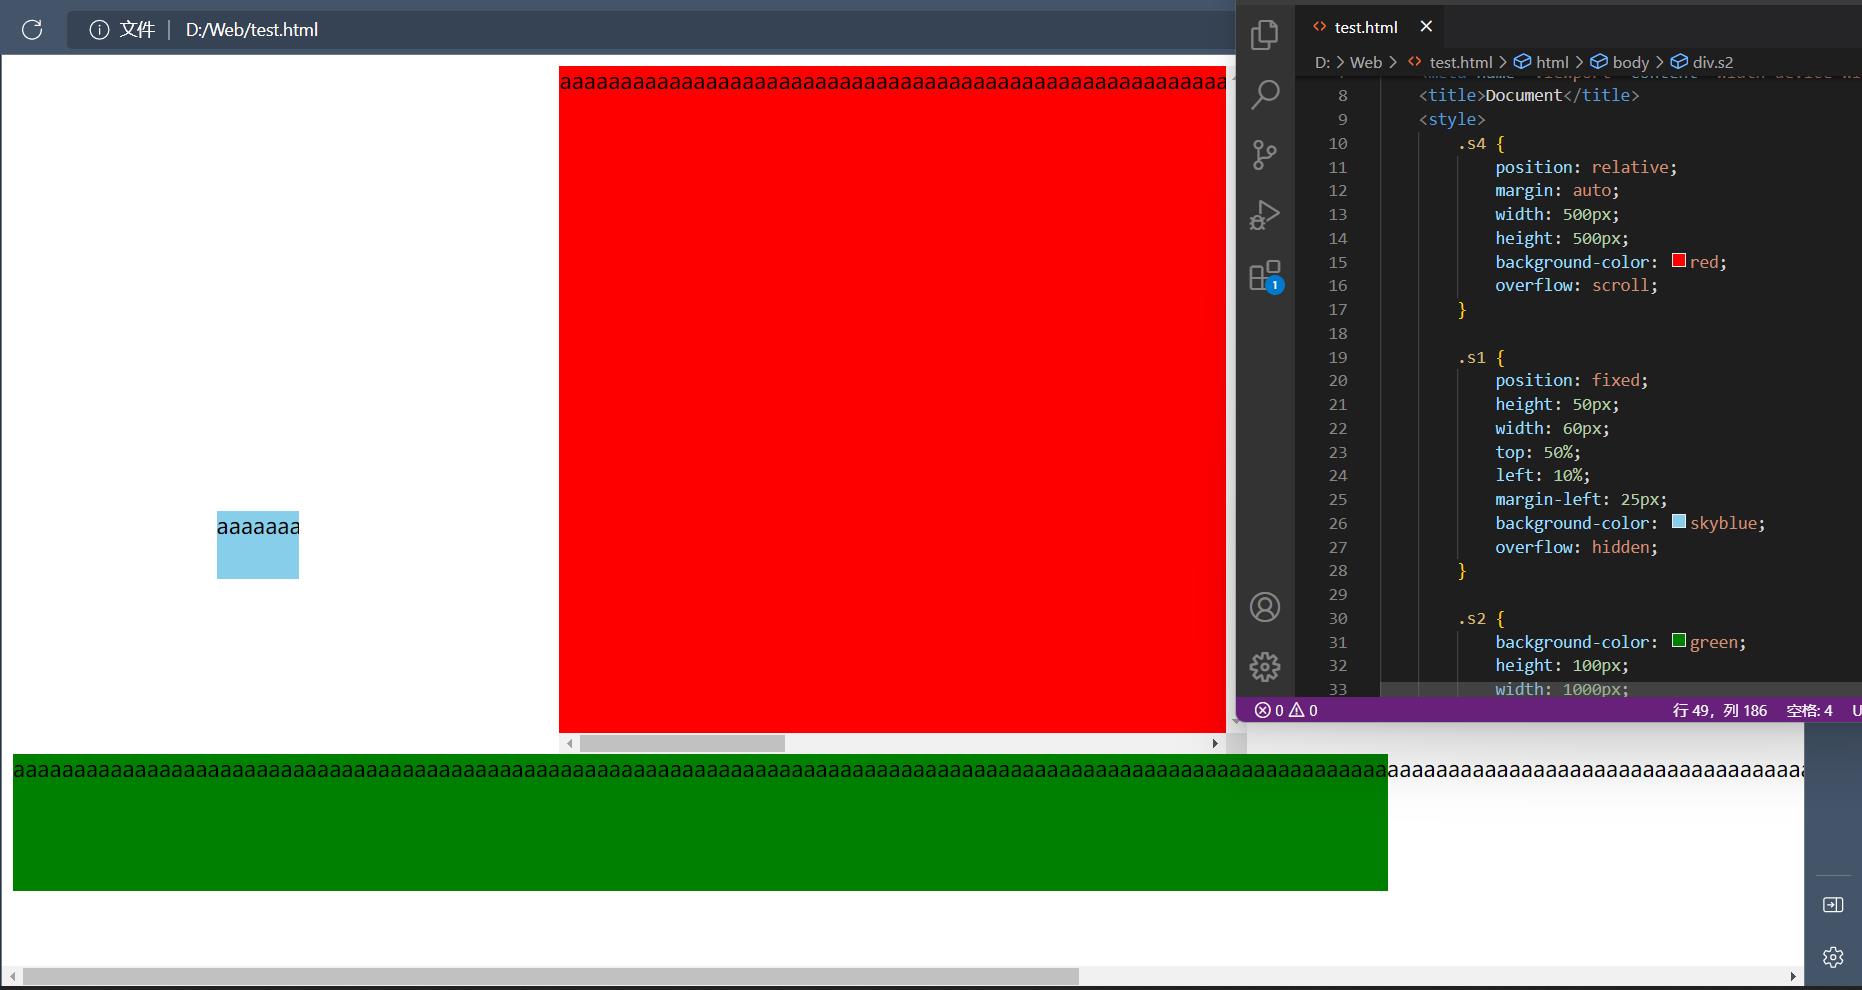 文件 | D:/Web/test.html
aaaaaaaaaaaaaaaaaaaaaaaaaaaaaaaaaaaaaaaaaaaaaaaaaaaaaaa
aaaaaaa
aaaaaaaaaaaaaaaaaaaaaaaaaaaaaaaaaaaaaaaaaaaaaaaaaaaaaaaaaaaaaaaaaaaaaaaaaaaaaaaaaaaaaaaaaaaaaaaaaaaaaaaaaaaaaaaaaaaaaaaaaaaaaaaaaaaaaaaaaaaaaaaaaaa
test.html
D: > Web > test.html > html > body > div.s2
8 <title>Document</title>
9 <style>
10 .s4 {
11 position: relative;
12 margin: auto;
13 width: 500px;
14 height: 500px;
15 background-color: red;
16 overflow: scroll;
17 }
18
19 .s1 {
20 position: fixed;
21 height: 50px;
22 width: 60px;
23 top: 50%;
24 left: 10%;
25 margin-left: 25px;
26 background-color: skyblue;
27 overflow: hidden;
28 }
29
30 .s2 {
31 background-color: green;
32 height: 100px;
33 width: 1000px;
1
0 0
行 49，列 186 空格: 4 U